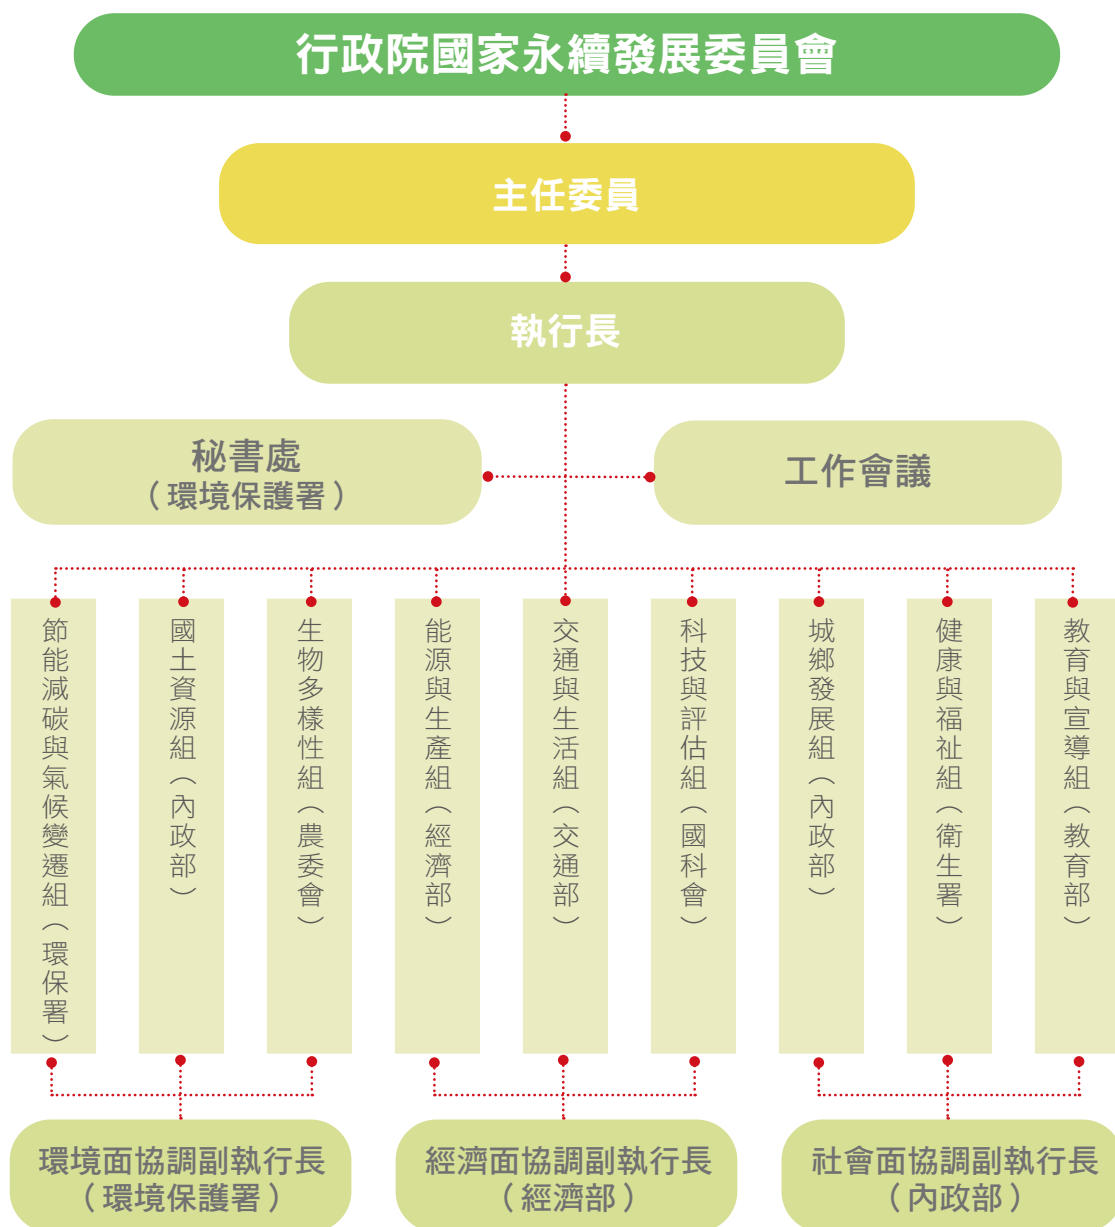 行政院國家永續發展委員會
主任委員
執行長
秘書處
（環境保護署）
工作會議
節能減碳與氣候變遷組（環保署）
國土資源組（內政部）
生物多樣性組（農委會）
能源與生產組（經濟部）
交通與生活組（交通部）
科技與評估組（國科會）
城鄉發展組（內政部）
健康與福祉組（衛生署）
教育與宣導組（教育部）
環境面協調副執行長
（環境保護署）
經濟面協調副執行長
（經濟部）
社會面協調副執行長
（內政部）